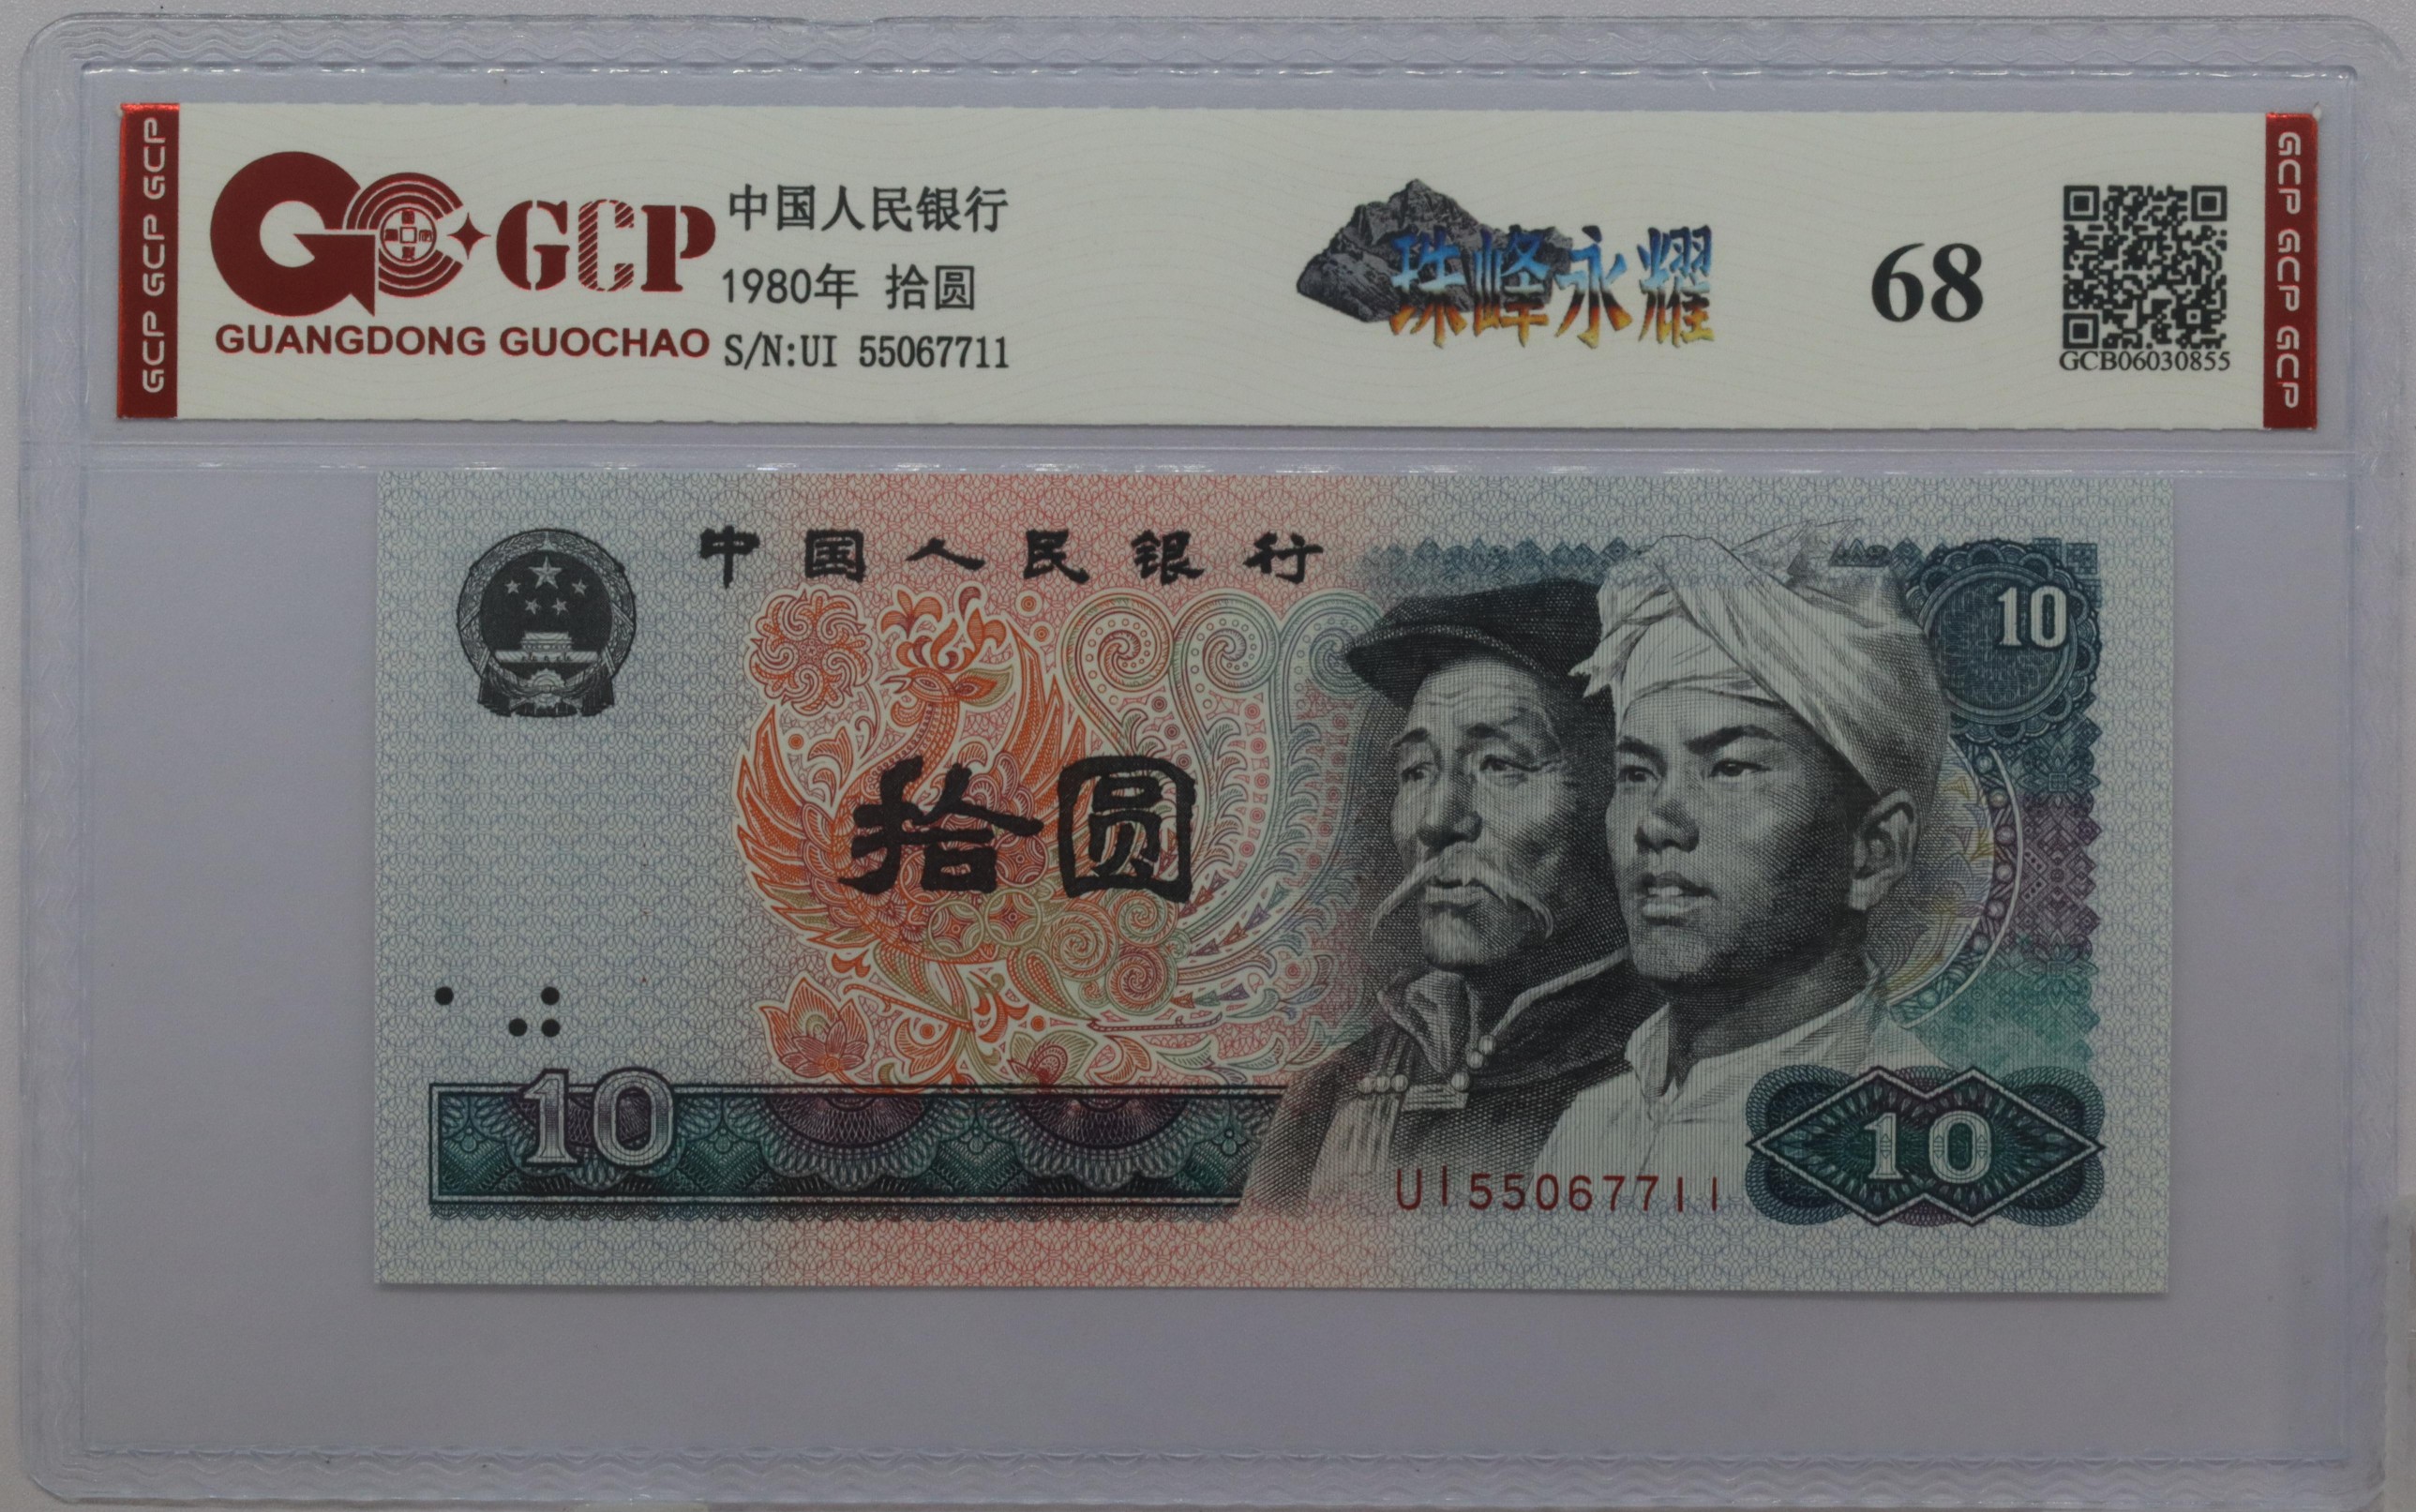 GCP GCP GCP
GCP
GUANGDONG GUOCHAO
中国人民银行
1980年 拾圆
S/N:UI 55067711
珠峰永耀
68
GCB06030855
GCP GCP GCP
中国人民银行
10
拾圆
10
UI55067711
10